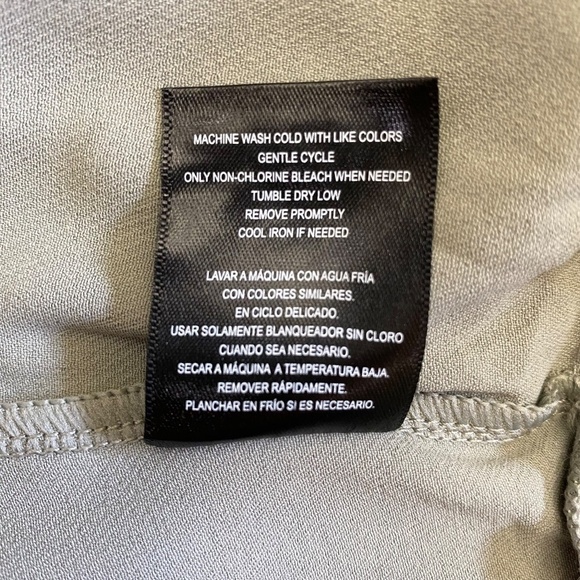 MACHINE WASH COLD WITH LIKE COLORS
GENTLE CYCLE
ONLY NON-CHLORINE BLEACH WHEN NEEDED
TUMBLE DRY LOW
REMOVE PROMPTLY
COOL IRON IF NEEDED
LAVAR A MÁQUINA CON AGUA FRÍA
CON COLORES SIMILARES.
EN CICLO DELICADO.
USAR SOLAMENTE BLANQUEADOR SIN CLORO
CUANDO SEA NECESARIO.
SECAR A MÁQUINA A TEMPERATURA BAJA.
REMOVER RÁPIDAMENTE.
PLANCHAR EN FRÍO SI ES NECESARIO.